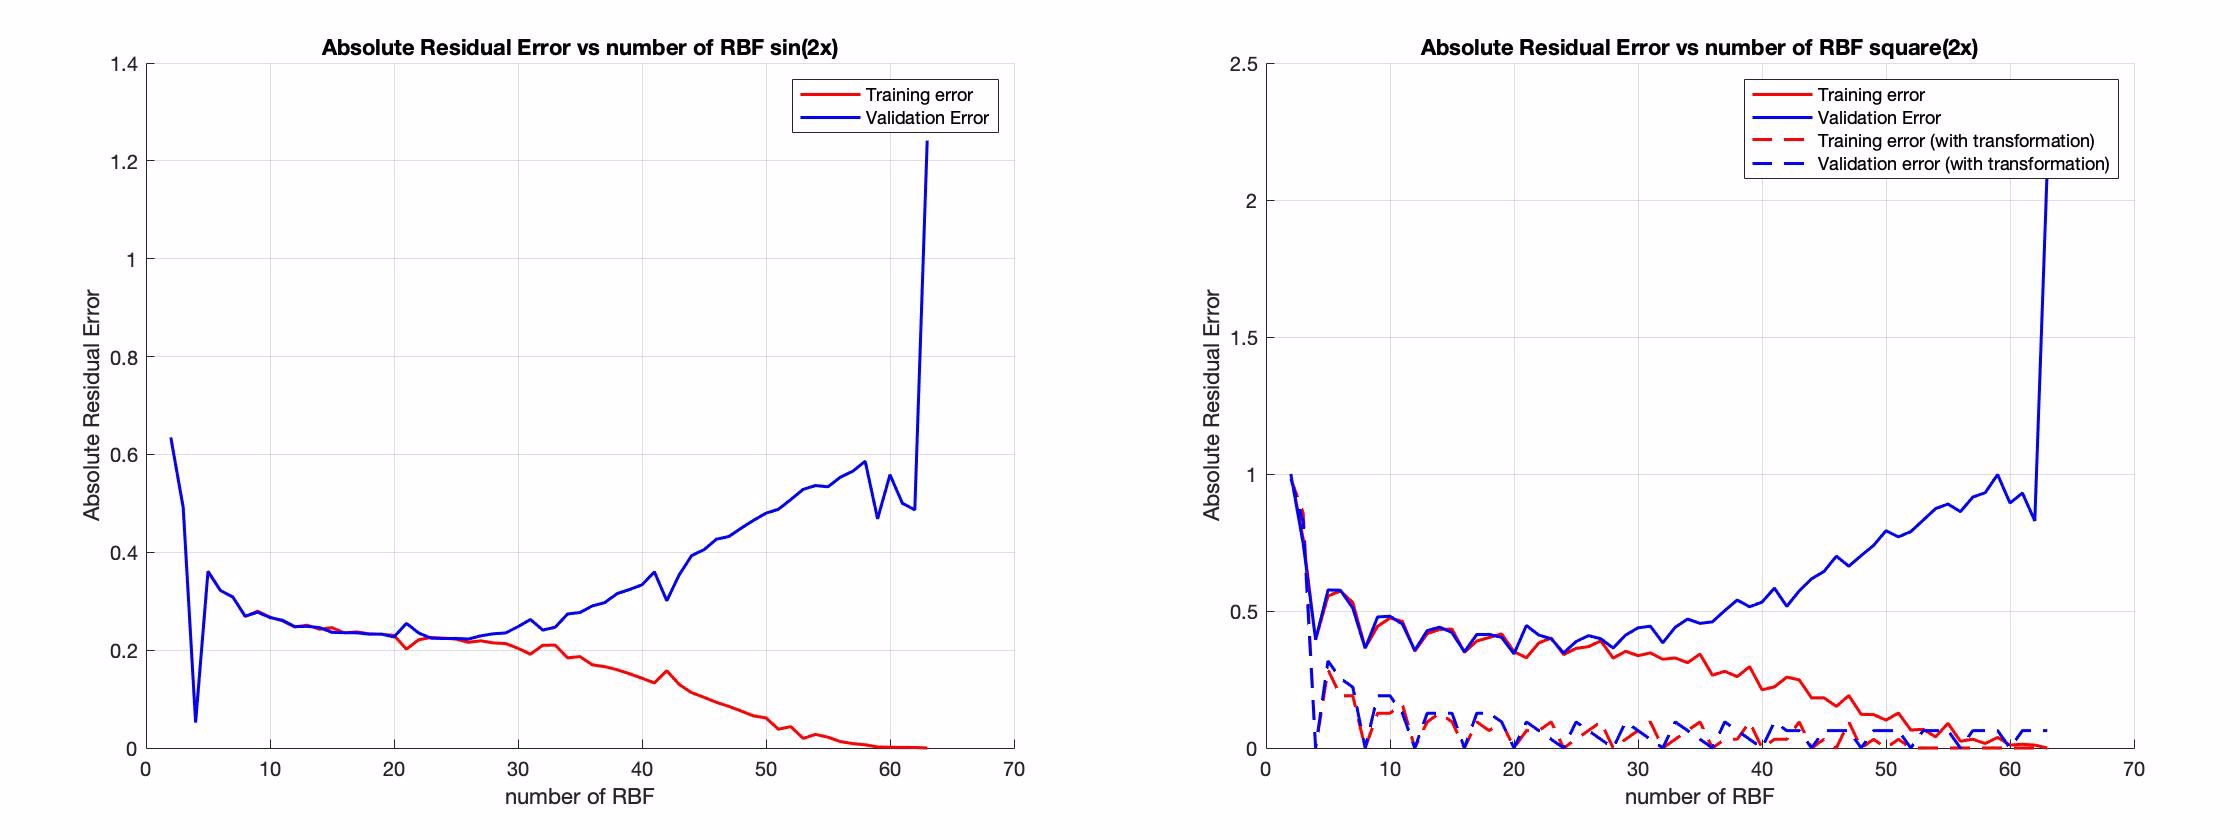 Absolute Residual Error vs number of RBF sin(2x)
1.4
1.2
1
0.8
0.6
0.4
0.2
0
Absolute Residual Error
Training error
Validation Error
0 10 20 30 40 50 60 70
number of RBF
Absolute Residual Error vs number of RBF square(2x)
2.5
2
1.5
1
0.5
0
Absolute Residual Error
Training error
Validation Error
Training error (with transformation)
Validation error (with transformation)
0 10 20 30 40 50 60 70
number of RBF